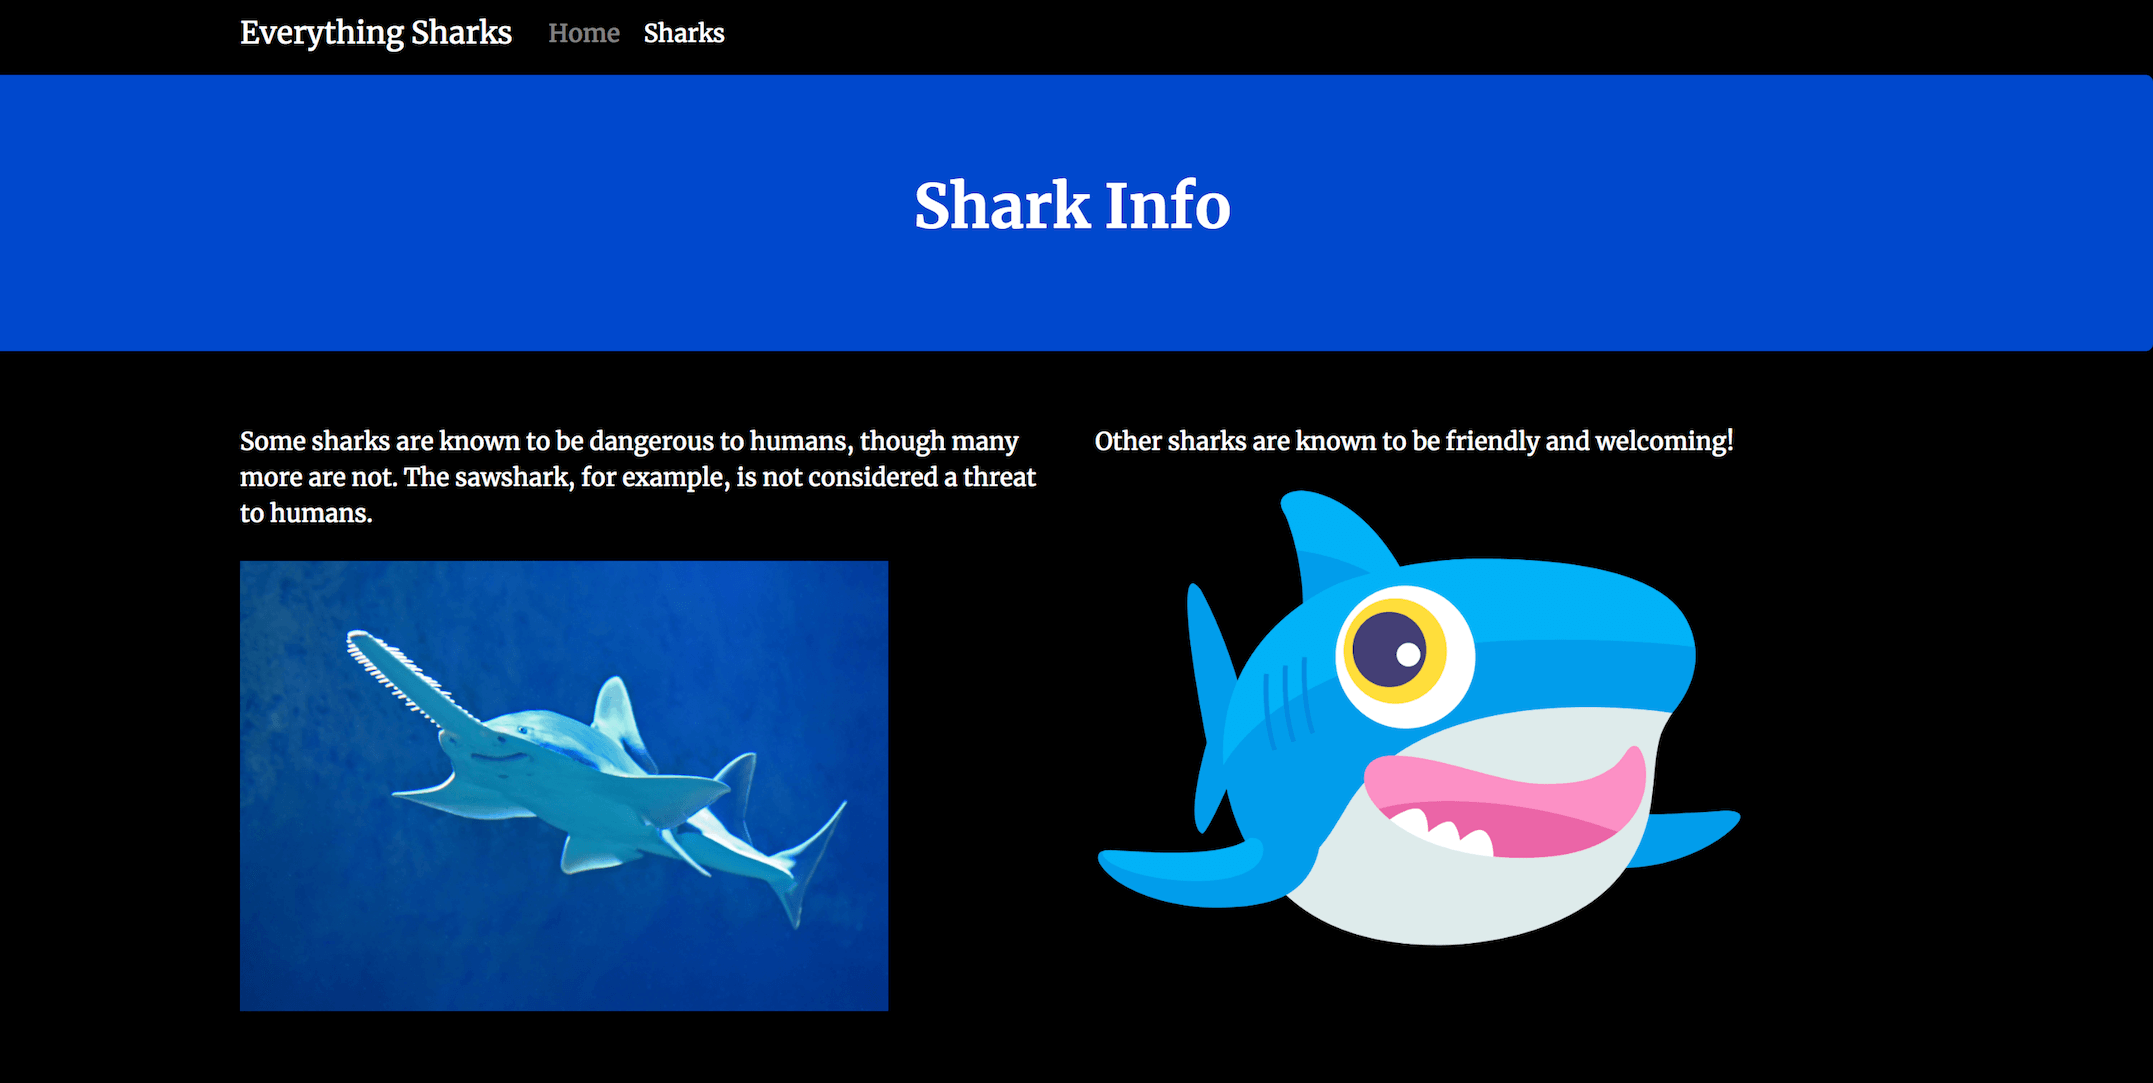 Everything Sharks Home Sharks
Shark Info
Some sharks are known to be dangerous to humans, though many
more are not. The sawshark, for example, is not considered a threat
to humans.
Other sharks are known to be friendly and welcoming!